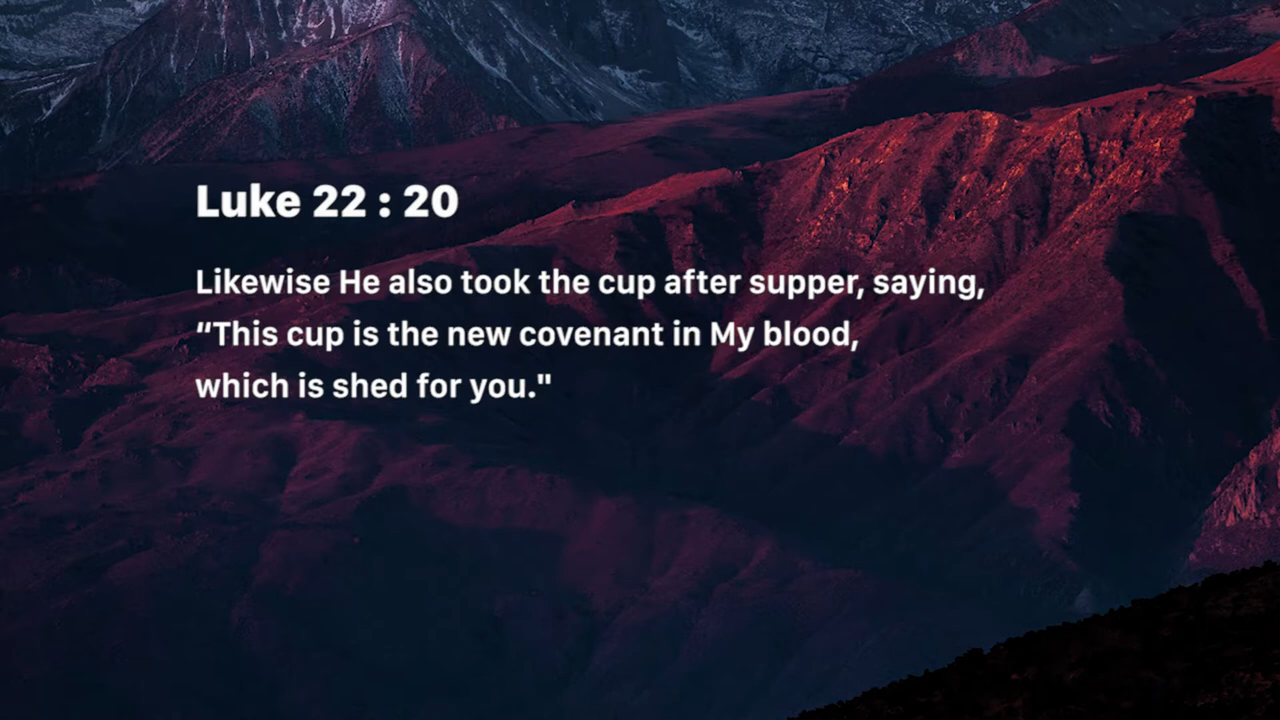 Luke 22 : 20
Likewise He also took the cup after supper, saying,
“This cup is the new covenant in My blood,
which is shed for you."